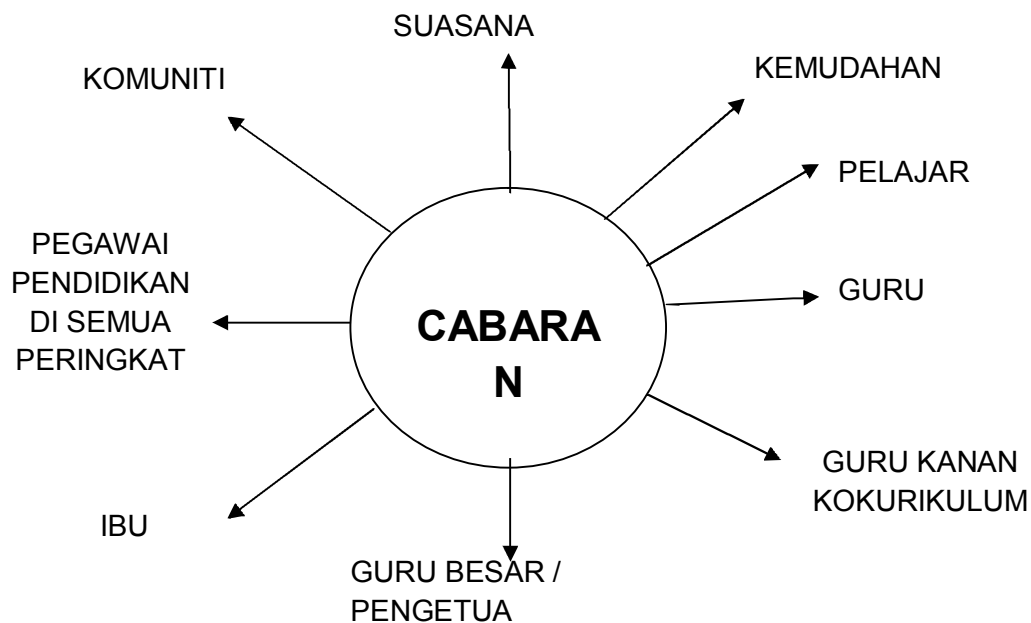 SUASANA
KOMUNITI
KEMUDAHAN
PELAJAR
PEGAWAI
PENDIDIKAN
DI SEMUA
PERINGKAT
GURU
CABARA
N
GURU KANAN
KOKURIKULUM
IBU
GURU BESAR /
PENGETUA